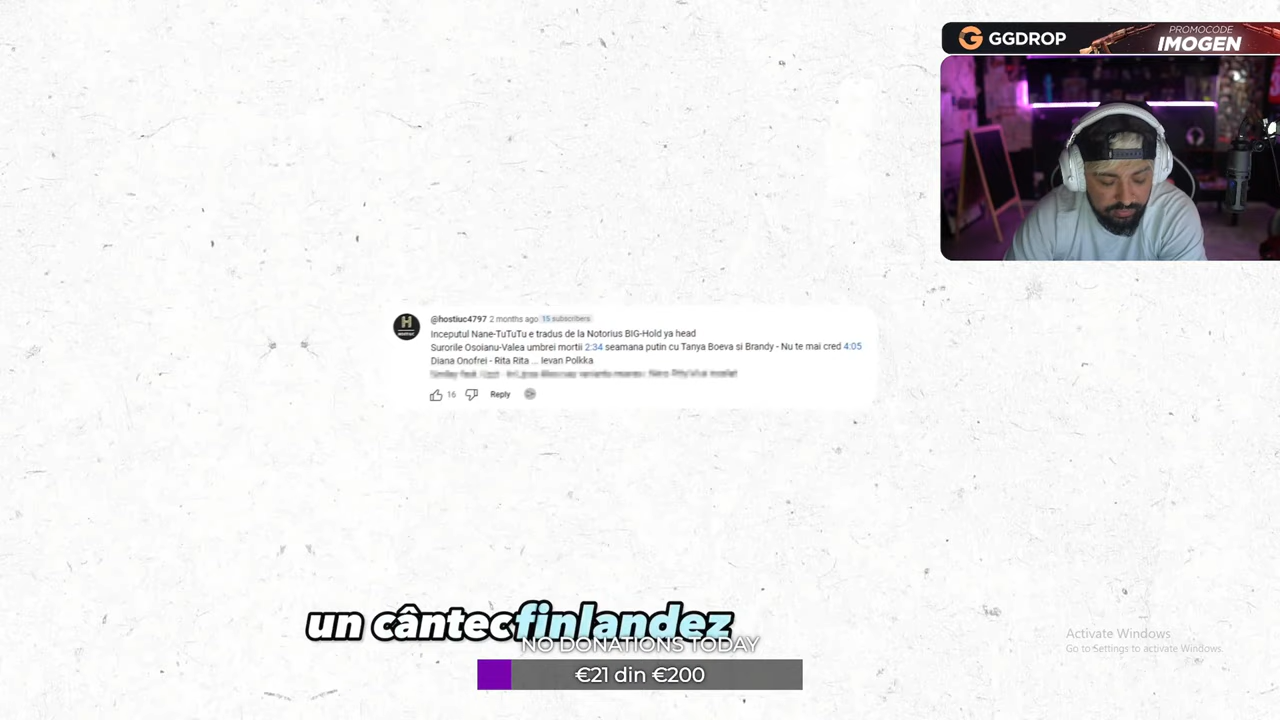 GGDROP
PROMOCODE
IMOGEN
H
@hostiuc4797 2 months ago 15 subscribers
Inceputul Nane-TuTuTu e tradus de la Notorius BIG-Hold ya head
Surorile Osoianu-Valea umbrei mortii 2:34 seamana putin cu Tanya Boeva si Brandy - Nu te mai cred 4:05
Diana Onofrei - Rita Rita ... Ievan Polkka
16 Reply
un cântec finlandez
NO DONATIONS TODAY
€21 din €200
Activate Windows
Go to Settings to activate Windows.